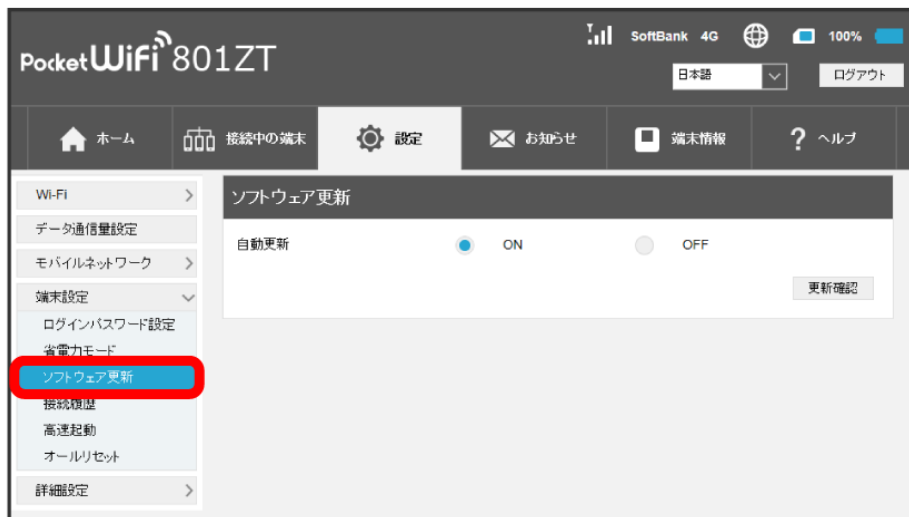 SoftBank 4G 100%
Pocket WiFi 801ZT
日本語 ログアウト
ホーム 接続中の端末 設定 お知らせ 端末情報 ? ヘルプ
Wi-Fi
データ通信量設定
モバイルネットワーク
端末設定
ログインパスワード設定
省電力モード
ソフトウェア更新
接続履歴
高速起動
オールリセット
詳細設定
ソフトウェア更新
自動更新 ON OFF
更新確認